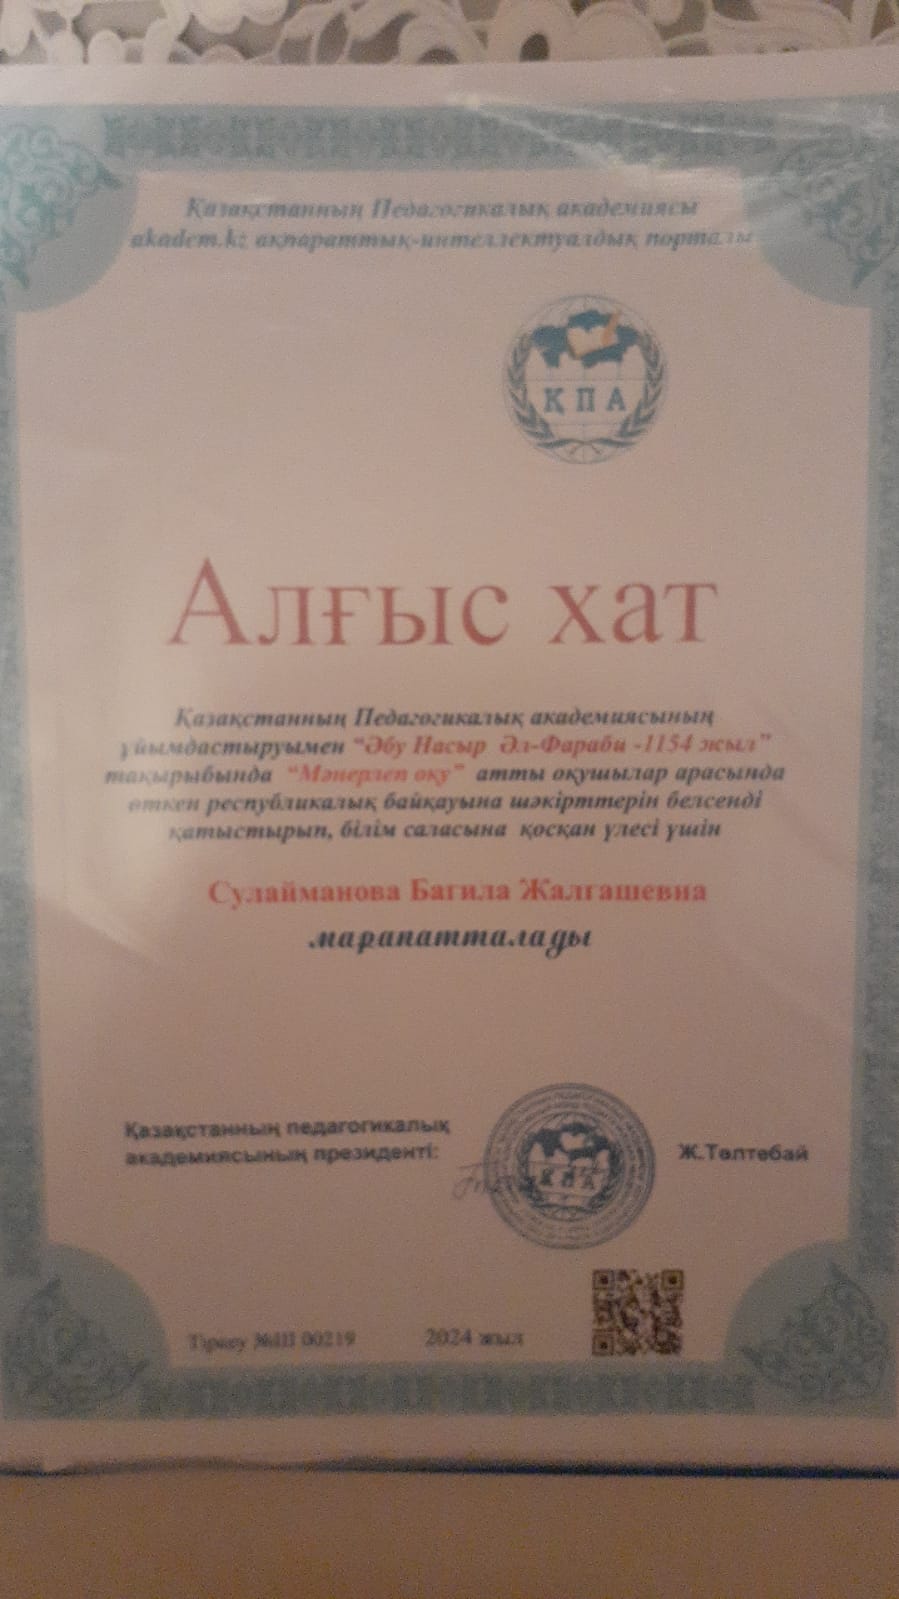 Қазақстанның Педагогикалық академиясы
akadem.kz ақпараттық-интеллектуалдық порталы
ҚПА
Алғыс хат
Қазақстанның Педагогикалық академиясының
ұйымдастыруымен “Әбу Насыр Әл-Фараби -1154 жыл”
тақырыбында “Мәнерлеп оқу” атты оқушылар арасында
өткен республикалық байқауына шәкірттерін белсенді
қатыстырып, білім саласына қосқан үлесі үшін
Сулайманова Багила Жалгашевна
марапатталады
Қазақстанның педагогикалық
академиясының президенті:
ҚПА
Ж.Төлтебай
Тіркеу №Ш 00219 2024 жыл